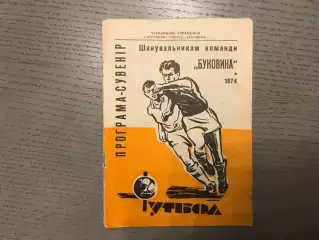 Шанувальникам команди
„БУКОВИНА"
1974
ПРОГРАМА-СУВЕНІР
ФУТБОЛ